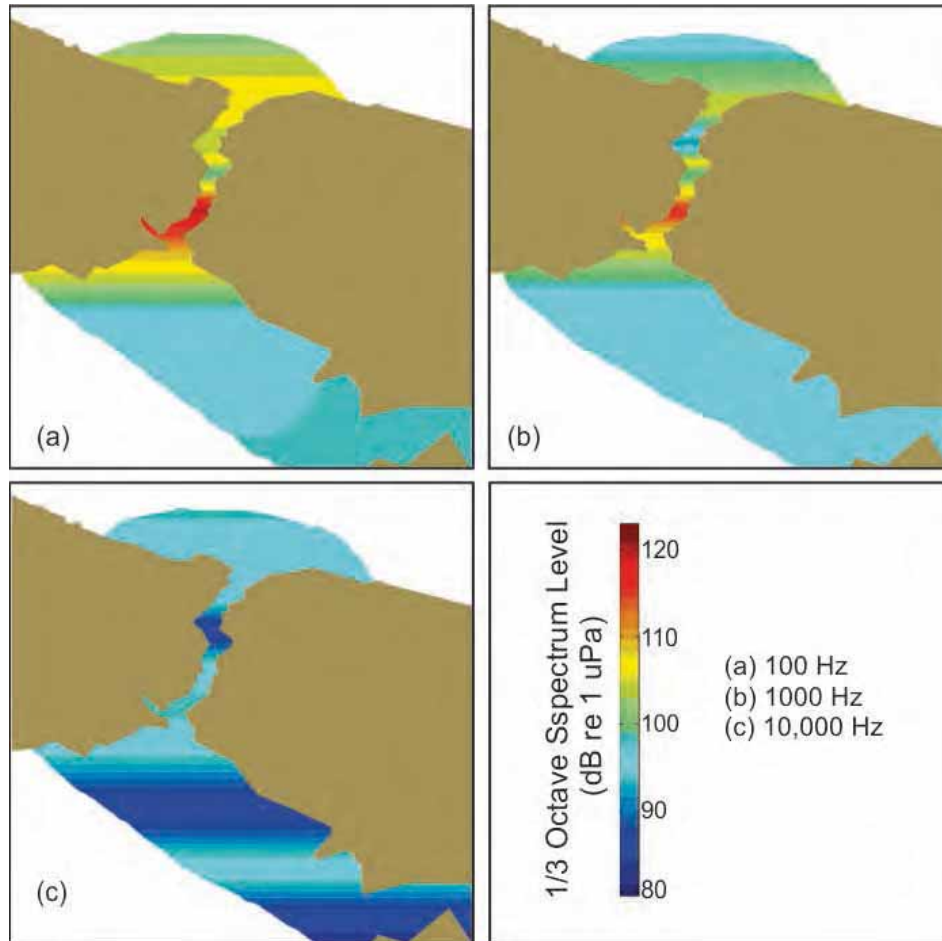 (a)
(b)
(c)
1/3 Octave Sspectrum Level
(dB re 1 uPa)
120
110
100
90
80
(a) 100 Hz
(b) 1000 Hz
(c) 10,000 Hz